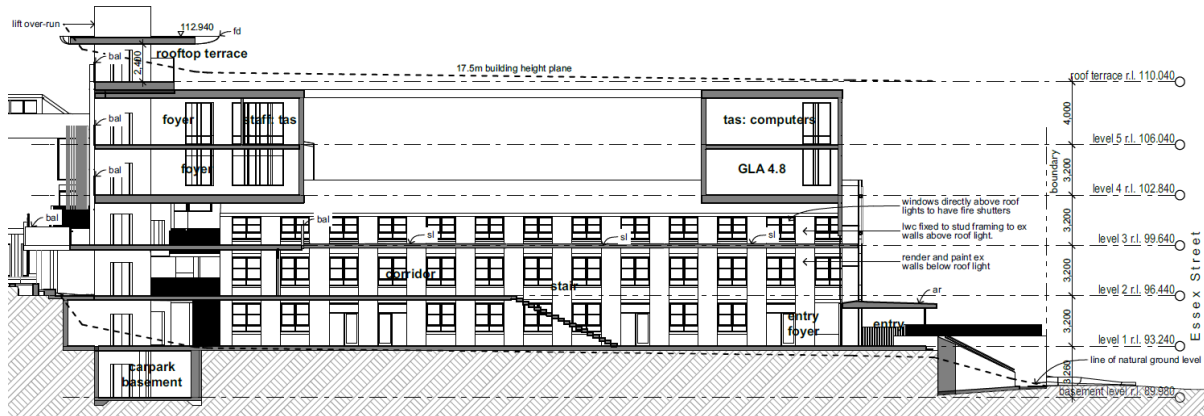 lift over-run
112.940
fd
bal
rooftop terrace
2,400
17.5m building height plane
roof terrace r.l. 110.040
4,000
bal
foyer
staff: tas
tas: computers
level 5 r.l. 106.040
3,200
boundary
bal
foyer
GLA 4.8
level 4 r.l. 102.840
windows directly above roof
lights to have fire shutters
3,200
bal
bal
lwc fixed to stud framing to ex
walls above roof light.
sl
sl
sl
level 3 r.l. 99.640
render and paint ex
walls below roof light
3,200
corridor
stair
ar
level 2 r.l. 96.440
Essex Street
entry
foyer
entry
3,200
level 1 r.l. 93.240
carpark
basement
line of natural ground level
3,260
basement level r.l. 89.980